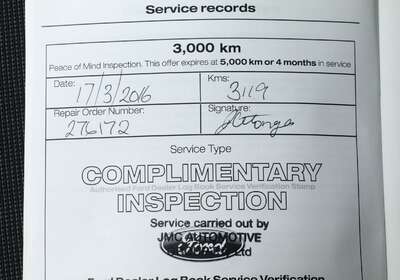 Service records
3,000 km
Peace of Mind Inspection. This offer expires at 5,000 km or 4 months in service
Date: Kms:
17/3/2016 3119
Repair Order Number: Signature:
276172
Service Type
COMPLIMENTARY
Authorised Ford Dealer Log Book Service Verification Stamp
INSPECTION
Service carried out by
JMC AUTOMOTIVE
Ford
Ltd
Ford Dealer Log Book Service Verification